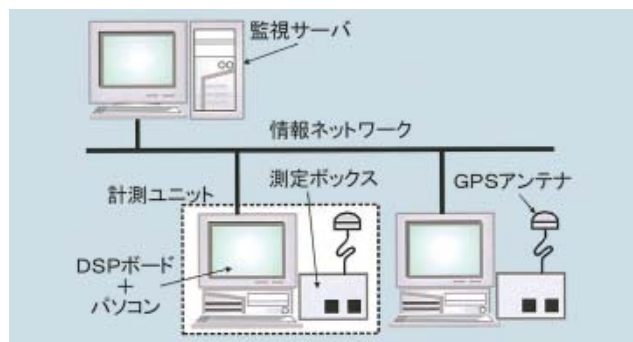 監視サーバ
情報ネットワーク
計測ユニット
測定ボックス
GPSアンテナ
DSPボード
+
パソコン